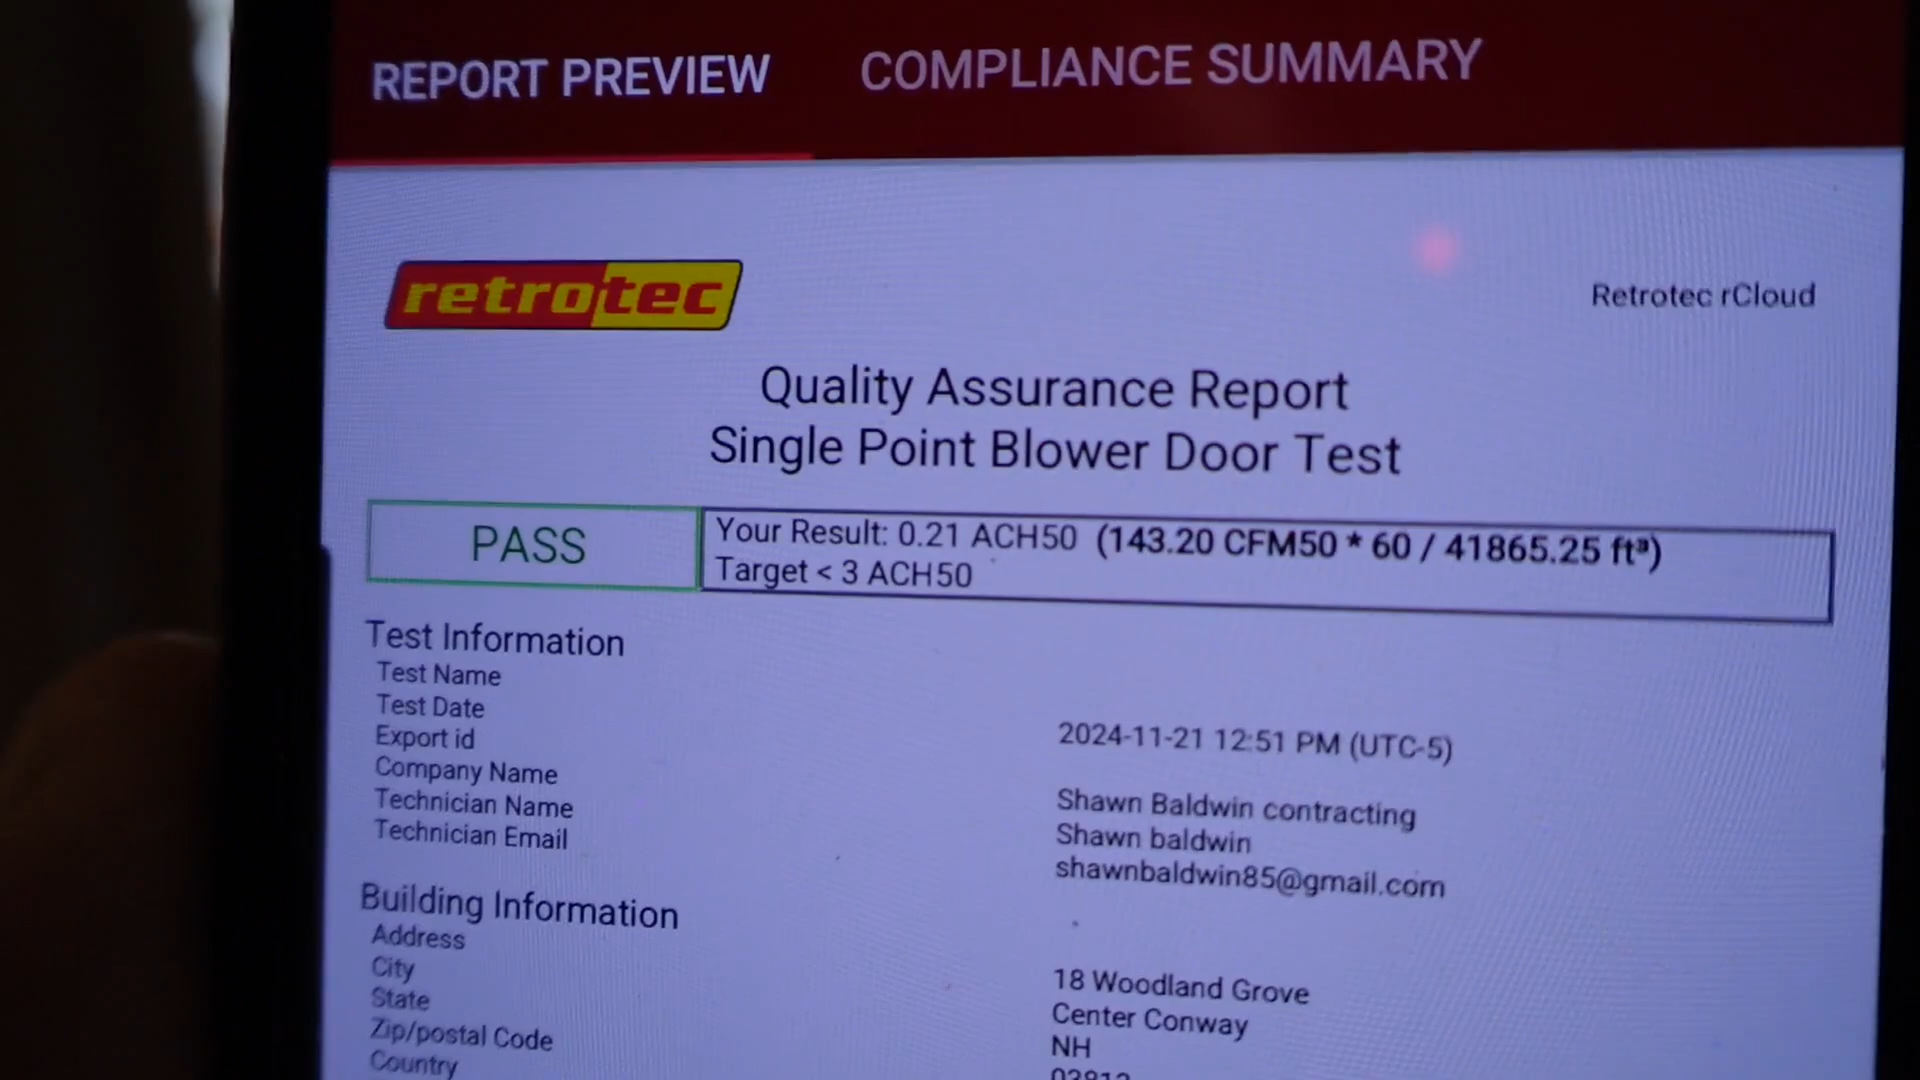 REPORT PREVIEW COMPLIANCE SUMMARY
retrotec
Retrotec rCloud
Quality Assurance Report
Single Point Blower Door Test
PASS
Your Result: 0.21 ACH50 (143.20 CFM50 * 60 / 41865.25 ft³)
Target < 3 ACH50
Test Information
Test Name
Test Date 2024-11-21 12:51 PM (UTC-5)
Export id
Company Name Shawn Baldwin contracting
Technician Name Shawn baldwin
Technician Email shawnbaldwin85@gmail.com
Building Information
Address 18 Woodland Grove
City Center Conway
State NH
Zip/postal Code
Country